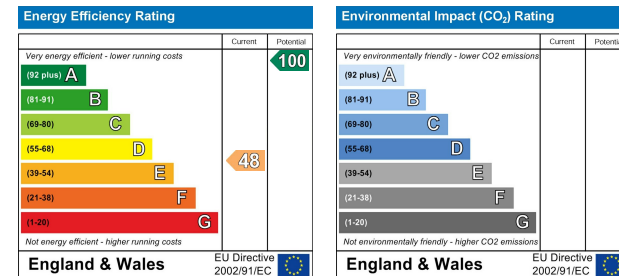 Energy Efficiency Rating
Current Potential
Very energy efficient - lower running costs
(92 plus) A
100
(81-91) B
(69-80) C
(55-68) D
48
(39-54) E
(21-38) F
(1-20) G
Not energy efficient - higher running costs
England & Wales
EU Directive
2002/91/EC
Environmental Impact (CO₂) Rating
Current Potentia
Very environmentally friendly - lower CO2 emissions
(92 plus) A
(81-91) B
(69-80) C
(55-68) D
(39-54) E
(21-38) F
(1-20) G
Not environmentally friendly - higher CO2 emissions
England & Wales
EU Directive
2002/91/EC